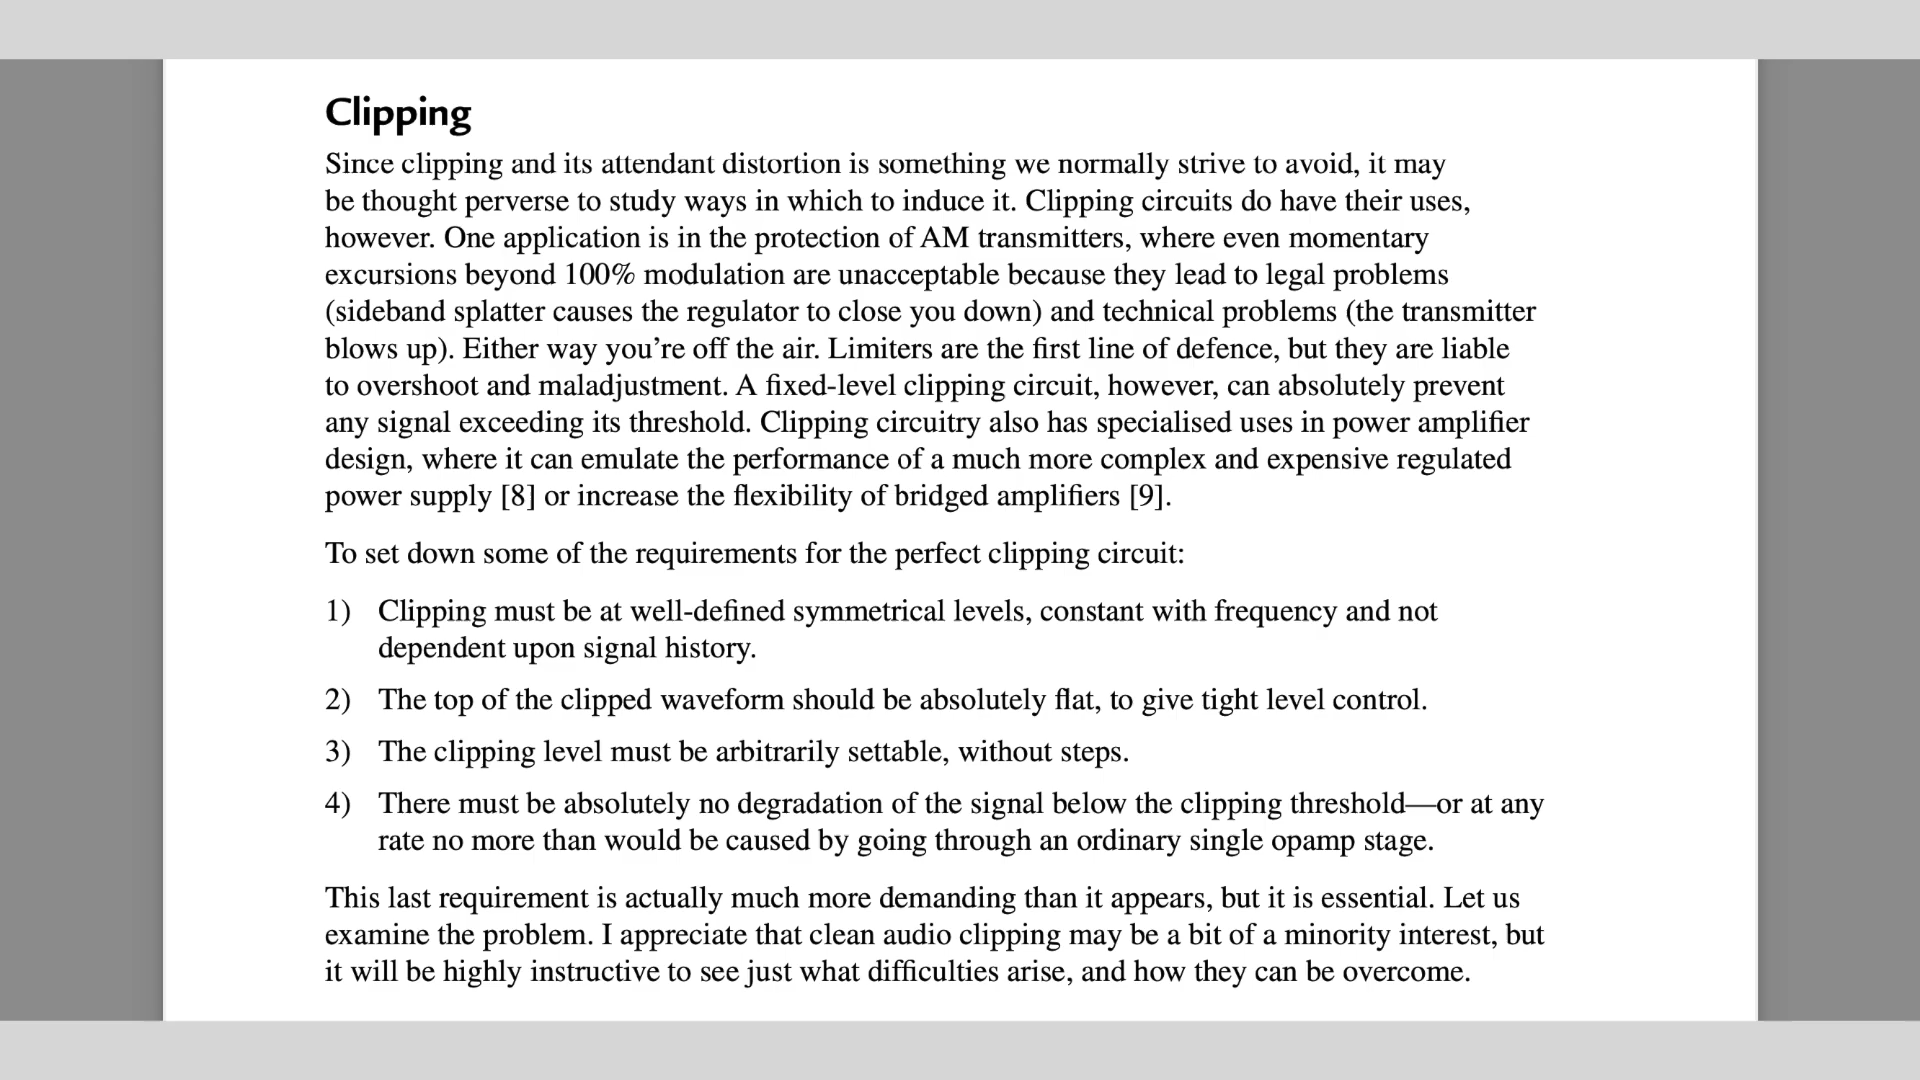 Clipping
Since clipping and its attendant distortion is something we normally strive to avoid, it may
be thought perverse to study ways in which to induce it. Clipping circuits do have their uses,
however. One application is in the protection of AM transmitters, where even momentary
excursions beyond 100% modulation are unacceptable because they lead to legal problems
(sideband splatter causes the regulator to close you down) and technical problems (the transmitter
blows up). Either way you’re off the air. Limiters are the first line of defence, but they are liable
to overshoot and maladjustment. A fixed-level clipping circuit, however, can absolutely prevent
any signal exceeding its threshold. Clipping circuitry also has specialised uses in power amplifier
design, where it can emulate the performance of a much more complex and expensive regulated
power supply [8] or increase the flexibility of bridged amplifiers [9].
To set down some of the requirements for the perfect clipping circuit:
1) Clipping must be at well-defined symmetrical levels, constant with frequency and not
dependent upon signal history.
2) The top of the clipped waveform should be absolutely flat, to give tight level control.
3) The clipping level must be arbitrarily settable, without steps.
4) There must be absolutely no degradation of the signal below the clipping threshold—or at any
rate no more than would be caused by going through an ordinary single opamp stage.
This last requirement is actually much more demanding than it appears, but it is essential. Let us
examine the problem. I appreciate that clean audio clipping may be a bit of a minority interest, but
it will be highly instructive to see just what difficulties arise, and how they can be overcome.